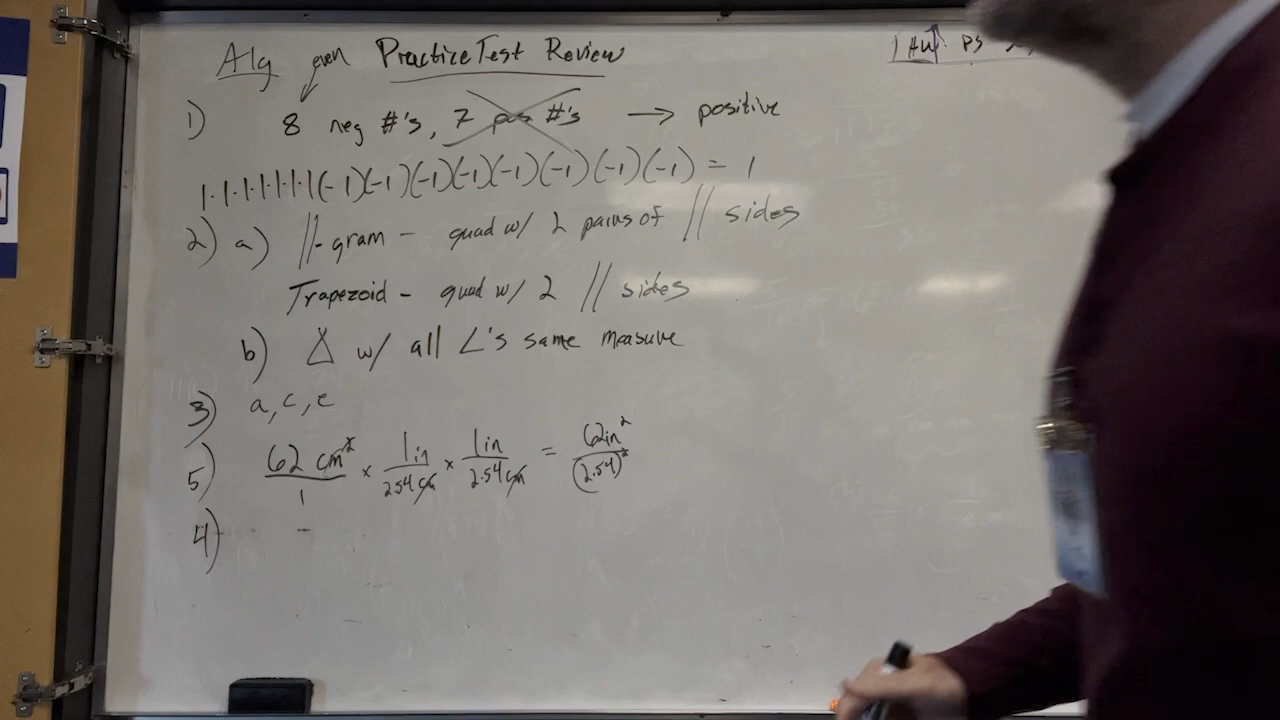 Alg even Practice Test Review
1 HW PS
1) 8 neg #'s, 7 pos #'s → positive
1·1·1·1·1·1·1(-1)(-1)(-1)(-1)(-1)(-1)(-1)(-1) = 1
2) a) //-gram - quad w/ 2 pairs of // sides
Trapezoid - quad w/ 2 // sides
b) △ w/ all ∠'s same measure
3) a, c, e
5) 62 cm²/1 × 1in/2.54cm × 1in/2.54cm = 62in²/(2.54)²
4)